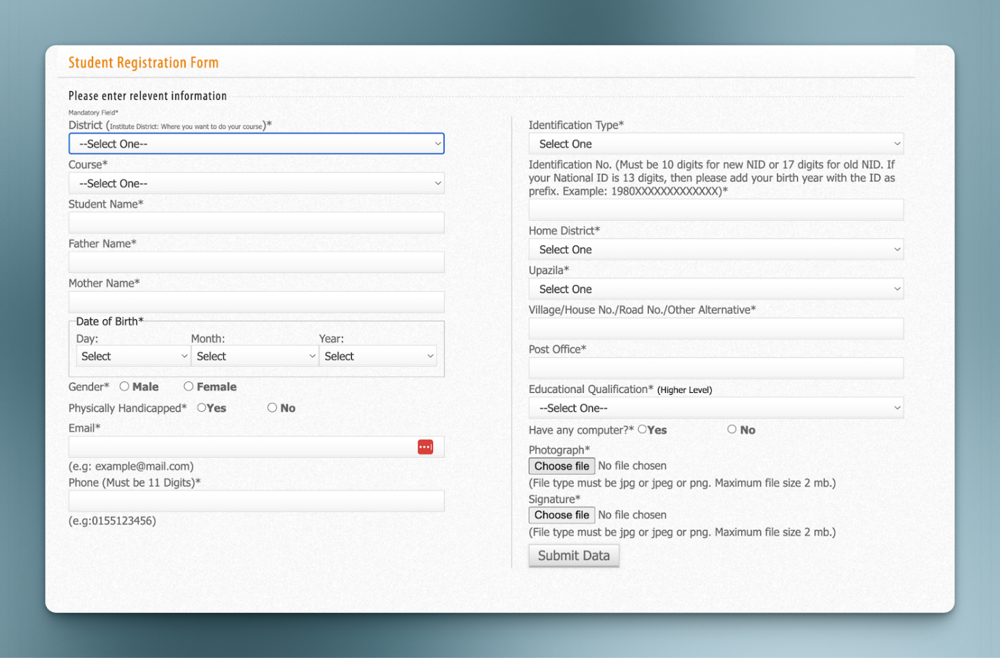 Student Registration Form
Please enter relevent information
Mandatory Field*
District (Institute District: Where you want to do your course)*
--Select One--
Course*
--Select One--
Student Name*
Father Name*
Mother Name*
Date of Birth*
Day: Month: Year:
Select Select Select
Gender* Male Female
Physically Handicapped* Yes No
Email*
(e.g: example@mail.com)
Phone (Must be 11 Digits)*
(e.g:0155123456)
Identification Type*
Select One
Identification No. (Must be 10 digits for new NID or 17 digits for old NID. If
your National ID is 13 digits, then please add your birth year with the ID as
prefix. Example: 1980XXXXXXXXXXXXX)*
Home District*
Select One
Upazila*
Select One
Village/House No./Road No./Other Alternative*
Post Office*
Educational Qualification* (Higher Level)
--Select One--
Have any computer?* Yes No
Photograph*
Choose file No file chosen
(File type must be jpg or jpeg or png. Maximum file size 2 mb.)
Signature*
Choose file No file chosen
(File type must be jpg or jpeg or png. Maximum file size 2 mb.)
Submit Data